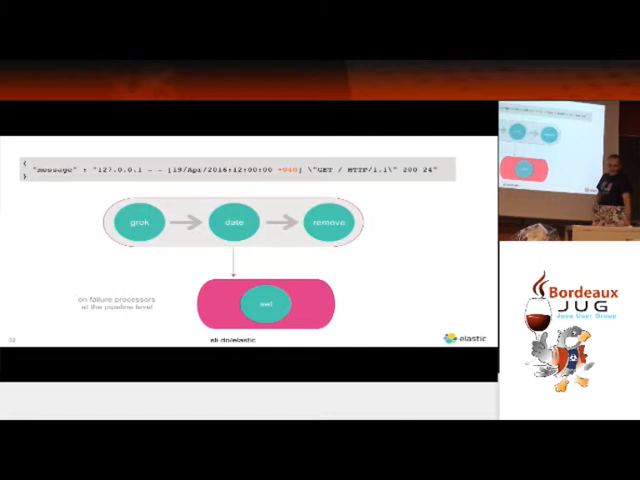 {
"message" : "127.0.0.1 - - [19/Apr/2016:12:00:00 +040] \"GET / HTTP/1.1\" 200 24"
}
grok
date
remove
on failure processors
at the pipeline level
set
elastic
Bordeaux
JUG
Java User Group